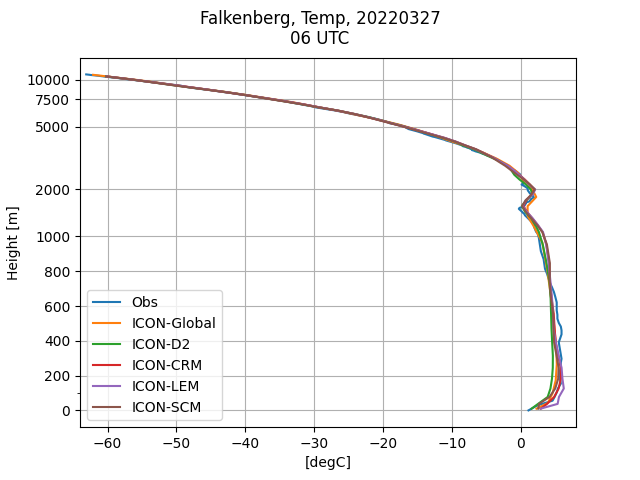 Falkenberg, Temp, 20220327
06 UTC
10000
7500
5000
2000
1000
800
600
400
200
0
Height [m]
Obs
ICON-Global
ICON-D2
ICON-CRM
ICON-LEM
ICON-SCM
−60 −50 −40 −30 −20 −10 0
[degC]